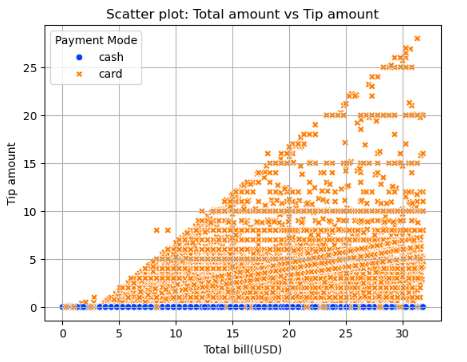 Scatter plot: Total amount vs Tip amount
Payment Mode
cash
card
Tip amount
25
20
15
10
5
0
0 5 10 15 20 25 30
Total bill(USD)